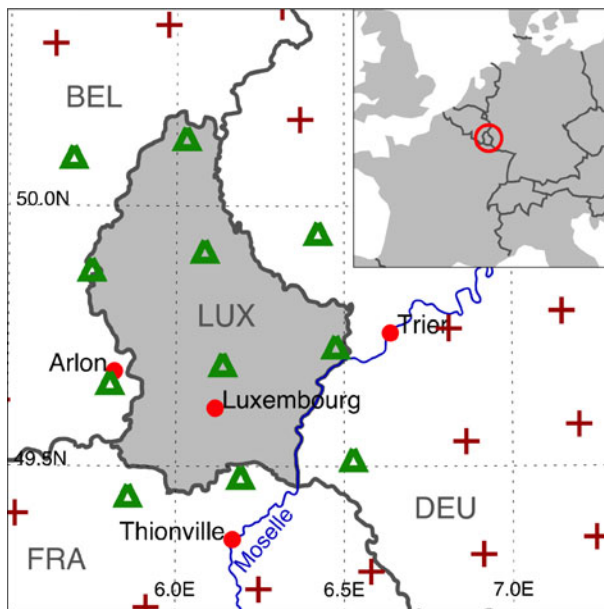 BEL
50.0N
LUX
Trier
Arlon
Luxembourg
49.5N
DEU
Thionville
Moselle
FRA
6.0E
6.5E
7.0E